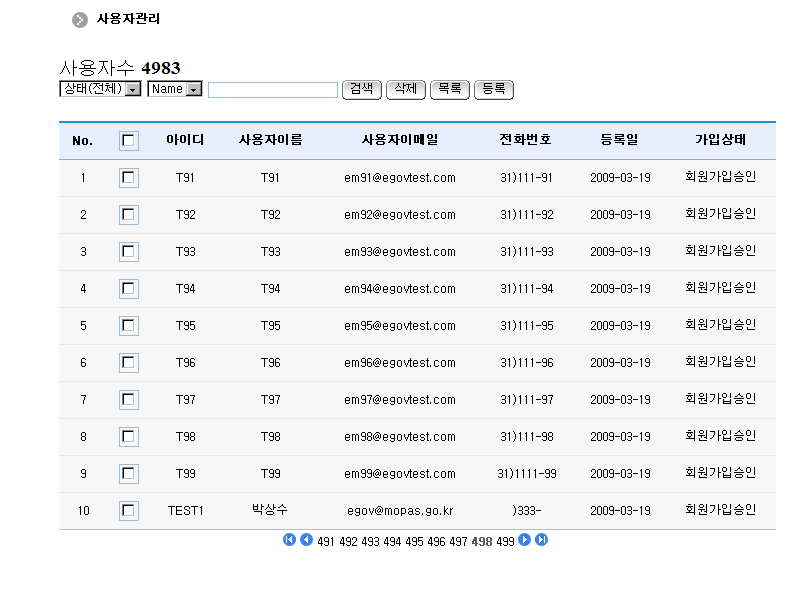 사용자관리
사용자수 4983
상태(전체) Name 검색 삭제 목록 등록
No. 아이디 사용자이름 사용자이메일 전화번호 등록일 가입상태
1 T91 T91 em91@egovtest.com 31)111-91 2009-03-19 회원가입승인
2 T92 T92 em92@egovtest.com 31)111-92 2009-03-19 회원가입승인
3 T93 T93 em93@egovtest.com 31)111-93 2009-03-19 회원가입승인
4 T94 T94 em94@egovtest.com 31)111-94 2009-03-19 회원가입승인
5 T95 T95 em95@egovtest.com 31)111-95 2009-03-19 회원가입승인
6 T96 T96 em96@egovtest.com 31)111-96 2009-03-19 회원가입승인
7 T97 T97 em97@egovtest.com 31)111-97 2009-03-19 회원가입승인
8 T98 T98 em98@egovtest.com 31)111-98 2009-03-19 회원가입승인
9 T99 T99 em99@egovtest.com 31)1111-99 2009-03-19 회원가입승인
10 TEST1 박상수 egov@mopas.go.kr )333- 2009-03-19 회원가입승인
491 492 493 494 495 496 497 498 499